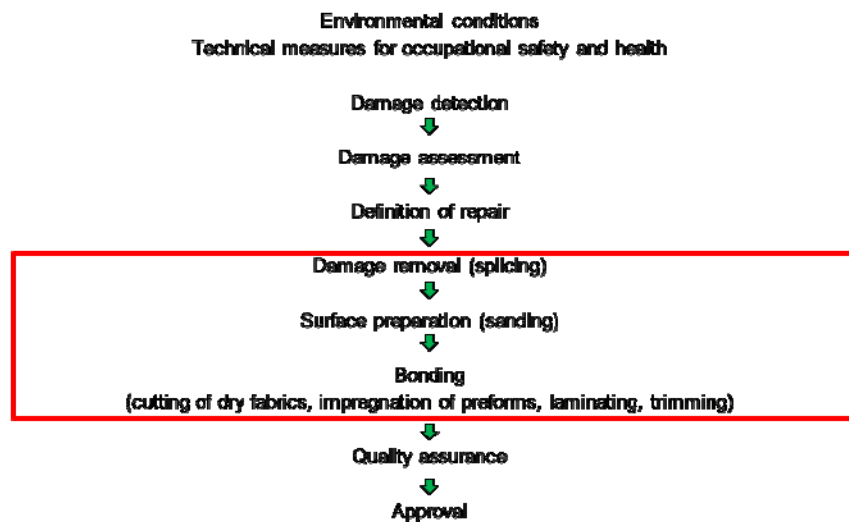 Environmental conditions
Technical measures for occupational safety and health
Damage detection
Damage assessment
Definition of repair
Damage removal (splicing)
Surface preparation (sanding)
Bonding
(cutting of dry fabrics, impregnation of preforms, laminating, trimming)
Quality assurance
Approval